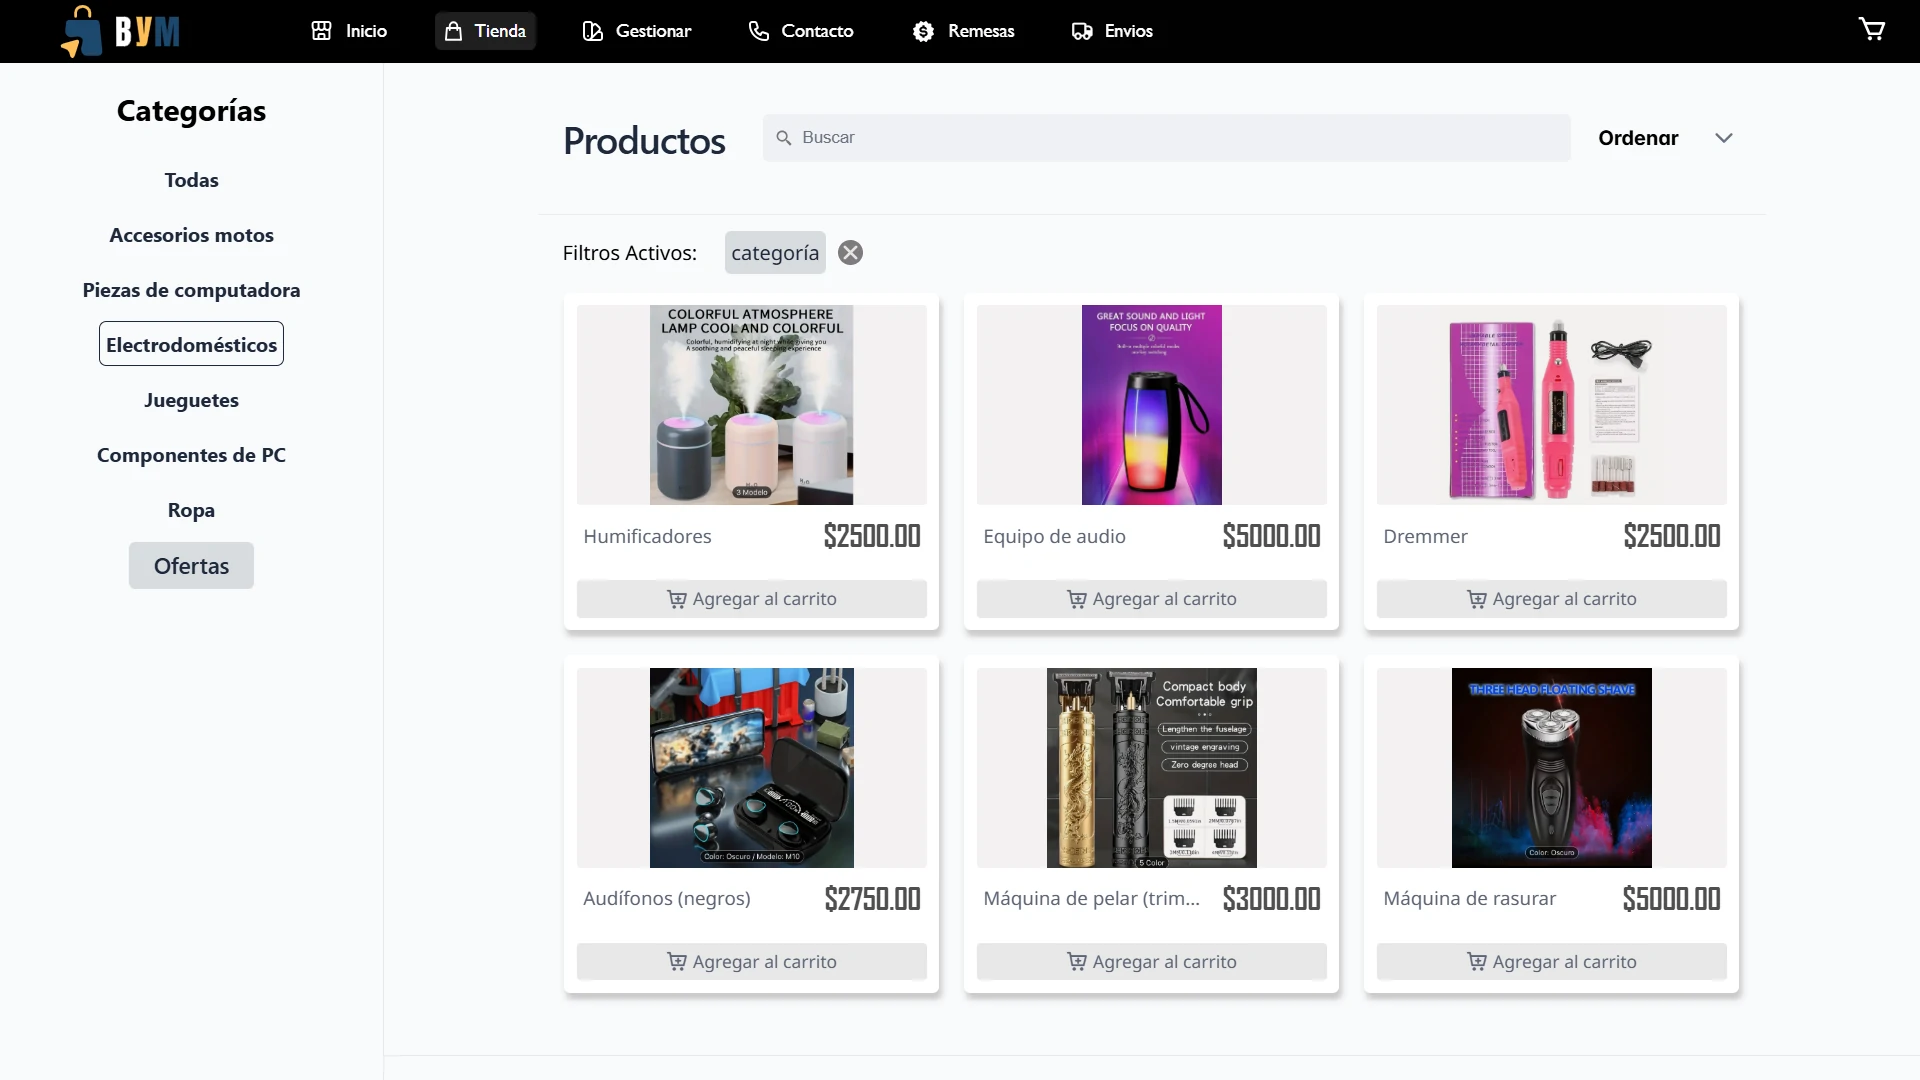 BYM
Inicio
Tienda
Gestionar
Contacto
Remesas
Envios
Categorías
Todas
Accesorios motos
Piezas de computadora
Electrodomésticos
Jueguetes
Componentes de PC
Ropa
Ofertas
Productos
Buscar
Ordenar
Filtros Activos:
categoría
COLORFUL ATMOSPHERE
LAMP COOL AND COLORFUL
Colorful, humidifying at night while giving you
A soothing and peaceful sleeping experience
3 Modelo
Humificadores
$2500.00
Agregar al carrito
GREAT SOUND AND LIGHT
FOCUS ON QUALITY
Equipo de audio
$5000.00
Agregar al carrito
Dremmer
$2500.00
Agregar al carrito
Color: Oscuro / Modelo: M10
Audífonos (negros)
$2750.00
Agregar al carrito
Compact body
Comfortable grip
Lengthen the fuselage
vintage engraving
Zero degree head
5 Color
Máquina de pelar (trim...
$3000.00
Agregar al carrito
THREE HEAD FLOATING SHAVE
Color: Oscuro
Máquina de rasurar
$5000.00
Agregar al carrito